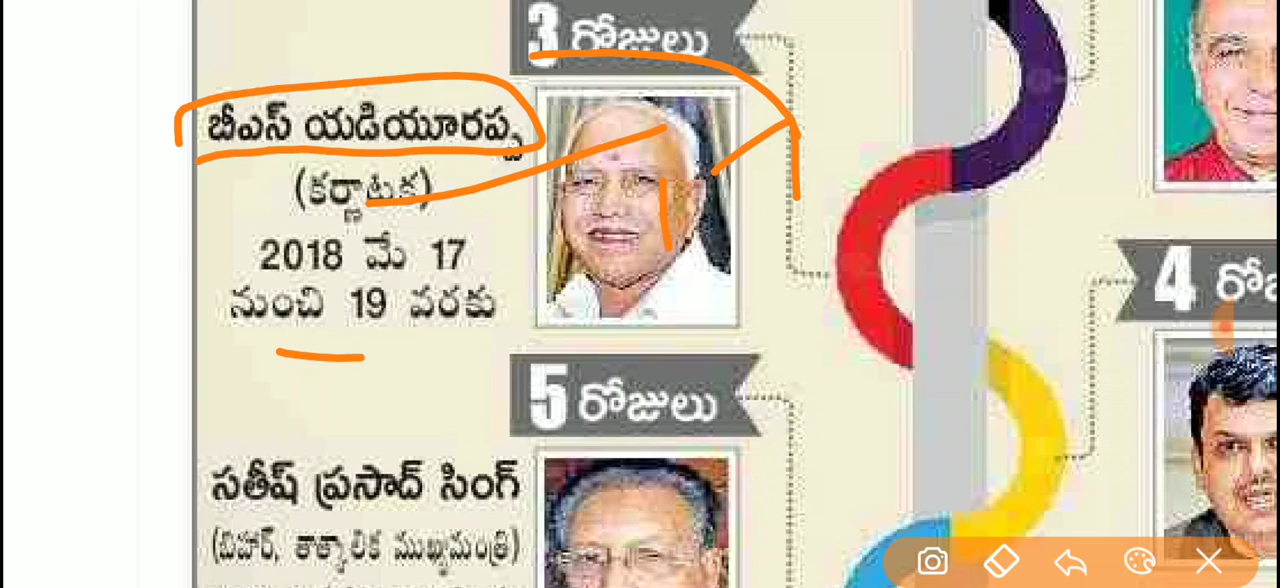 3 రోజులు
బీఎస్ యడియూరప్ప
(కర్ణాటక)
2018 మే 17
నుంచి 19 వరకు
4
5 రోజులు
సతీష్ ప్రసాద్ సింగ్
(బిహార్, తాత్కాలిక ముఖ్యమంత్రి)